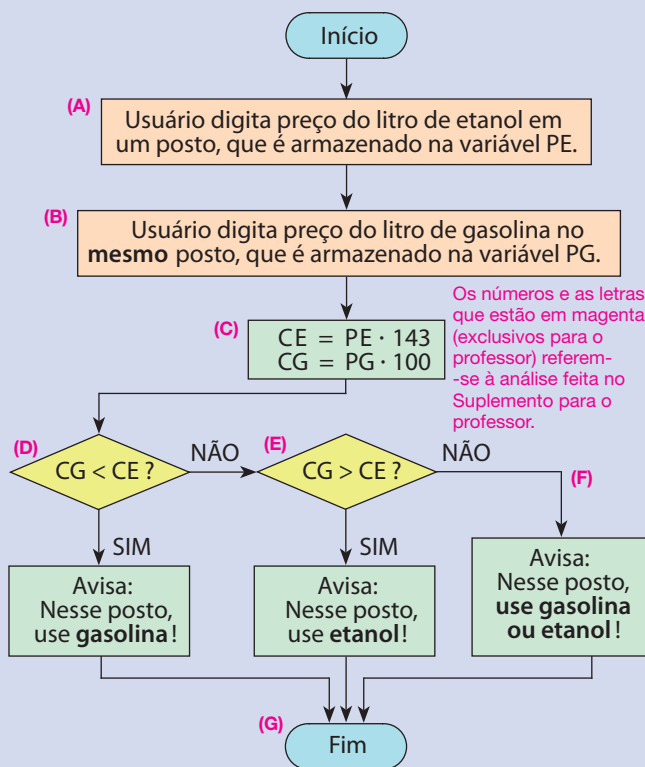 Início
(A)
Usuário digita preço do litro de etanol em
um posto, que é armazenado na variável PE.
(B)
Usuário digita preço do litro de gasolina no
mesmo posto, que é armazenado na variável PG.
(C)
CE = PE · 143
CG = PG · 100
Os números e as letras
que estão em magenta
(exclusivos para o
professor) referem-
-se à análise feita no
Suplemento para o
professor.
(D)
CG < CE ?
NÃO
(E)
CG > CE ?
NÃO
(F)
SIM
SIM
Avisa:
Nesse posto,
use gasolina!
Avisa:
Nesse posto,
use etanol!
Avisa:
Nesse posto,
use gasolina
ou etanol!
(G)
Fim